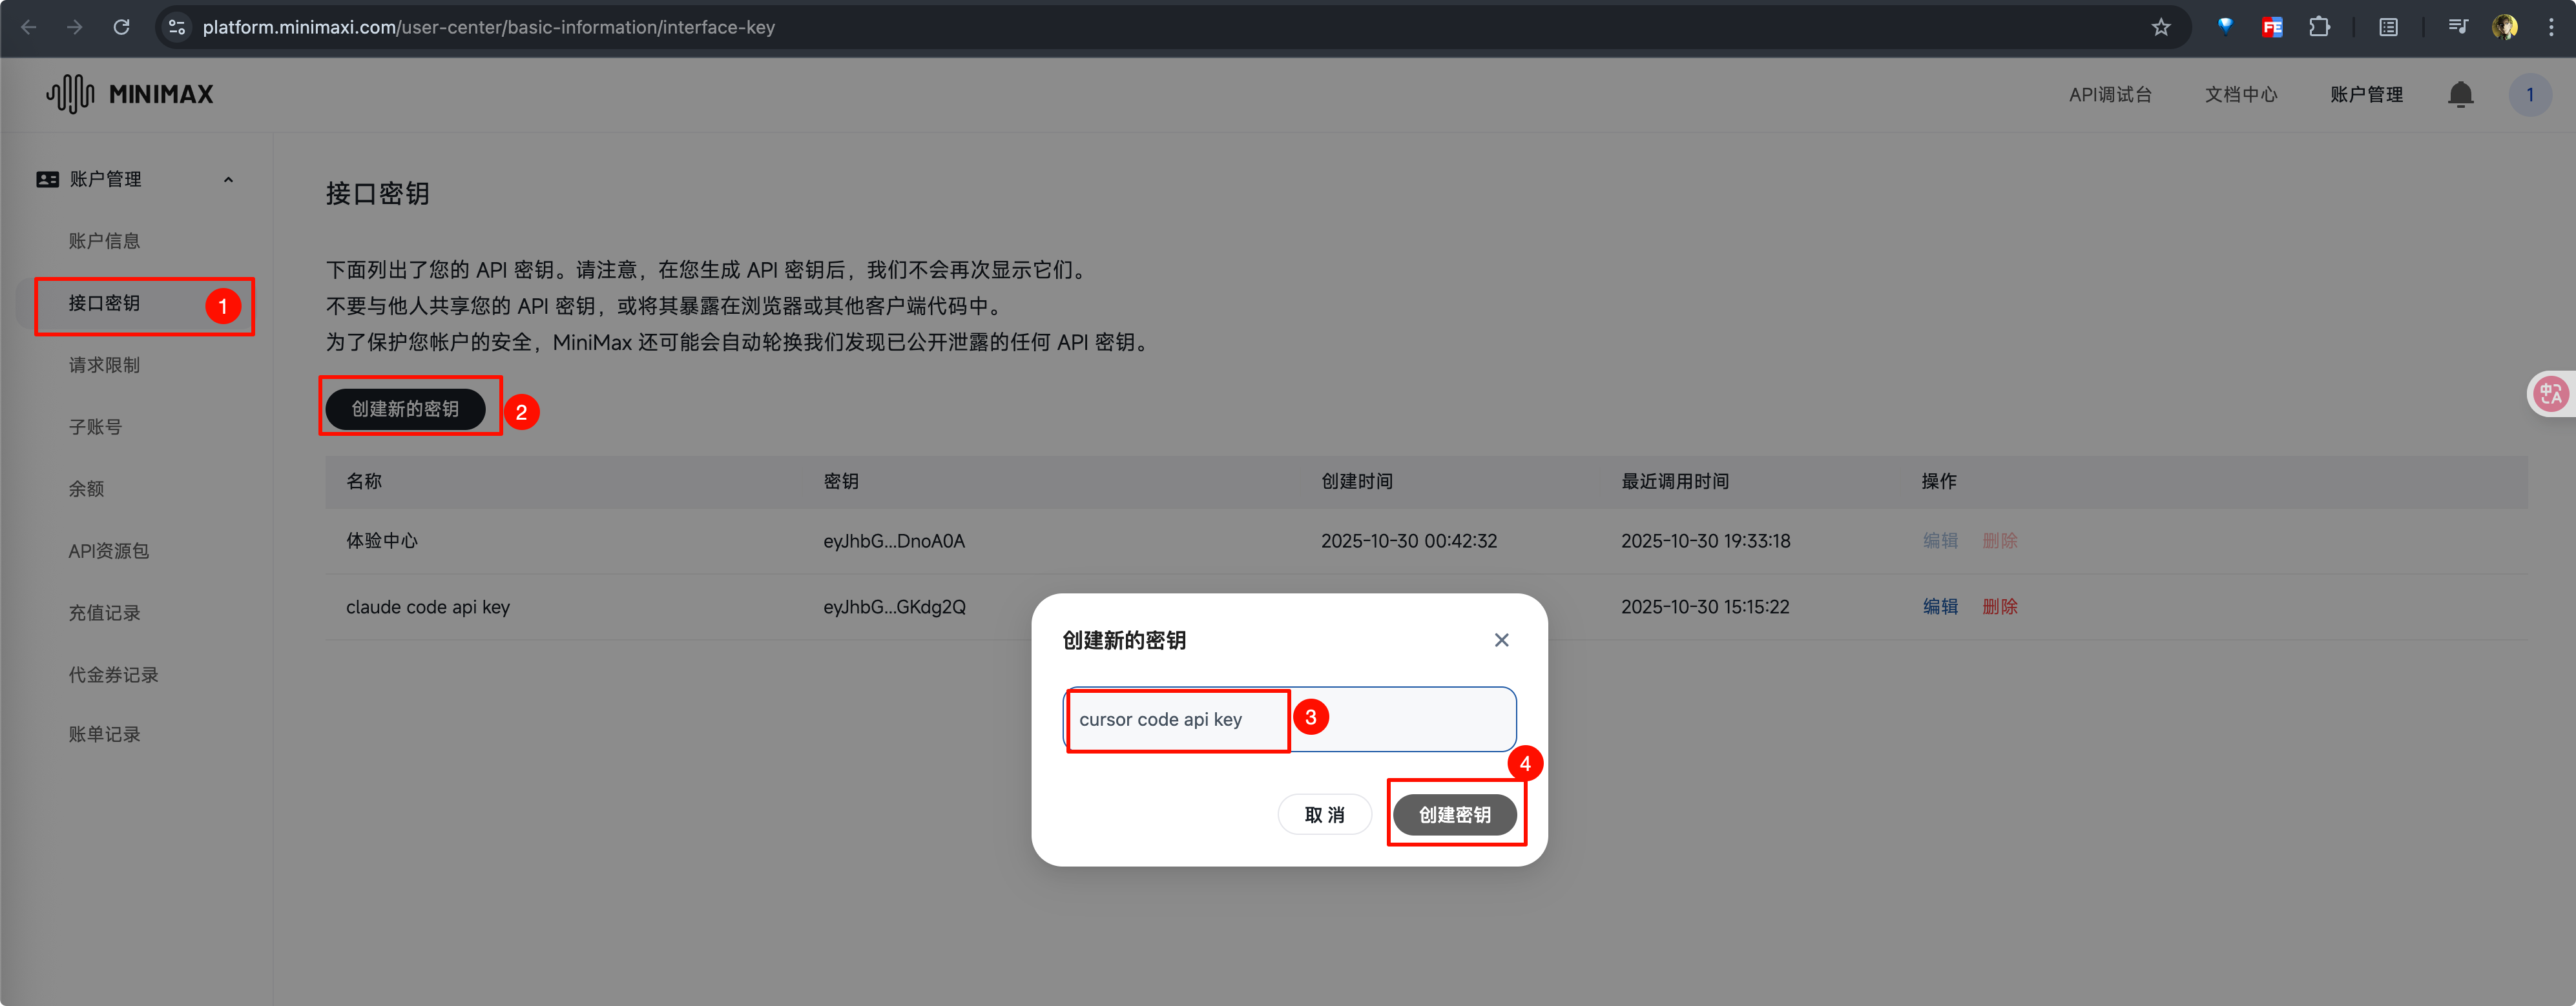 platform.minimaxi.com/user-center/basic-information/interface-key
FE
MINIMAX
API调试台
文档中心
账户管理
1
账户管理
账户信息
接口密钥
1
请求限制
子账号
余额
API资源包
充值记录
代金券记录
账单记录
接口密钥
下面列出了您的 API 密钥。请注意，在您生成 API 密钥后，我们不会再次显示它们。
不要与他人共享您的 API 密钥，或将其暴露在浏览器或其他客户端代码中。
为了保护您帐户的安全，MiniMax 还可能会自动轮换我们发现已公开泄露的任何 API 密钥。
创建新的密钥
2
名称 密钥 创建时间 最近调用时间 操作
体验中心 eyJhbG...DnoA0A 2025-10-30 00:42:32 2025-10-30 19:33:18 编辑 删除
claude code api key eyJhbG...GKdg2Q 2025-10-30 15:15:22 编辑 删除
中A
创建新的密钥
cursor code api key
3
4
取 消
创建密钥